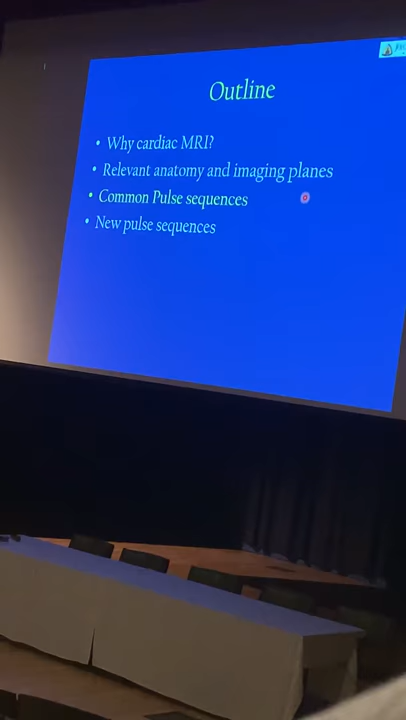 Outline
• Why cardiac MRI?
• Relevant anatomy and imaging planes
• Common Pulse sequences
• New pulse sequences